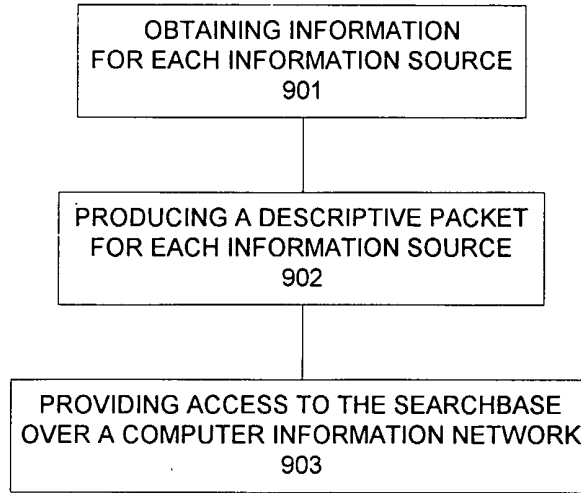 OBTAINING INFORMATION
FOR EACH INFORMATION SOURCE
901
PRODUCING A DESCRIPTIVE PACKET
FOR EACH INFORMATION SOURCE
902
PROVIDING ACCESS TO THE SEARCHBASE
OVER A COMPUTER INFORMATION NETWORK
903